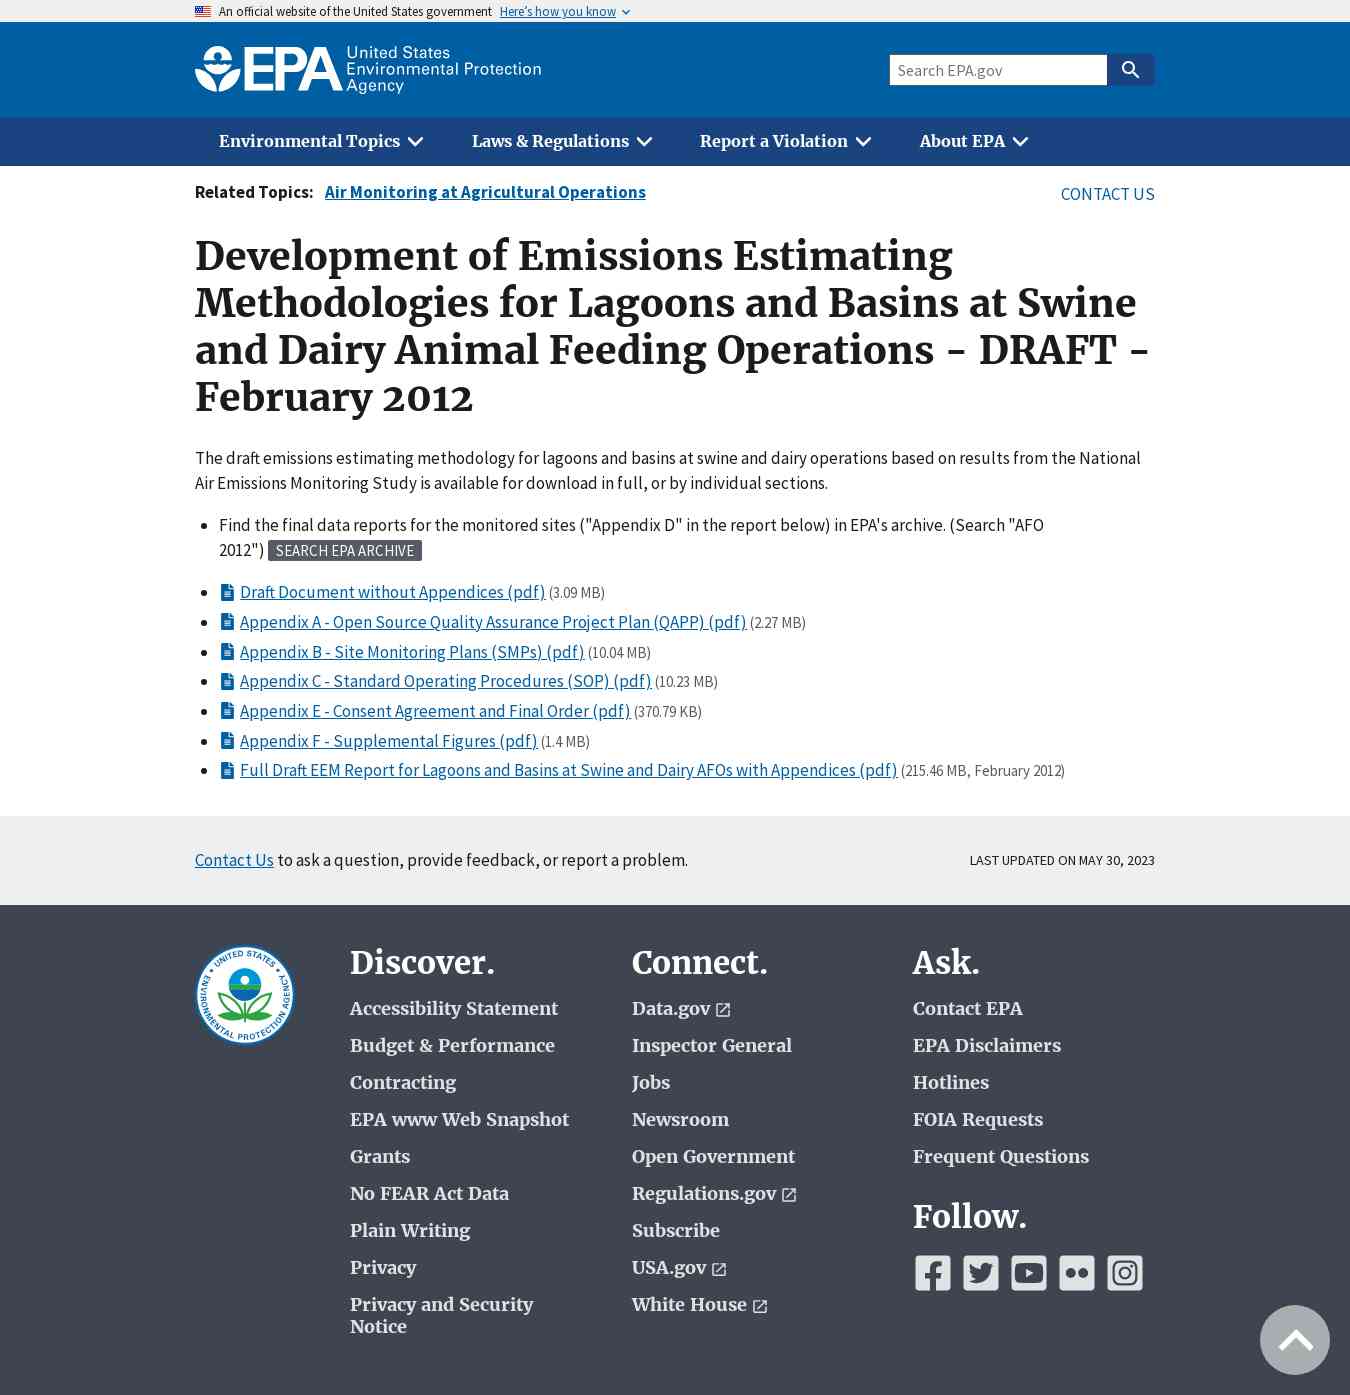 An official website of the United States government Here's how you know
EPA United States
Environmental Protection
Agency
Search EPA.gov
Environmental Topics Laws & Regulations Report a Violation About EPA
Related Topics: Air Monitoring at Agricultural Operations CONTACT US
Development of Emissions Estimating
Methodologies for Lagoons and Basins at Swine
and Dairy Animal Feeding Operations - DRAFT -
February 2012
The draft emissions estimating methodology for lagoons and basins at swine and dairy operations based on results from the National
Air Emissions Monitoring Study is available for download in full, or by individual sections.
Find the final data reports for the monitored sites ("Appendix D" in the report below) in EPA's archive. (Search "AFO
2012") SEARCH EPA ARCHIVE
Draft Document without Appendices (pdf) (3.09 MB)
Appendix A - Open Source Quality Assurance Project Plan (QAPP) (pdf) (2.27 MB)
Appendix B - Site Monitoring Plans (SMPs) (pdf) (10.04 MB)
Appendix C - Standard Operating Procedures (SOP) (pdf) (10.23 MB)
Appendix E - Consent Agreement and Final Order (pdf) (370.79 KB)
Appendix F - Supplemental Figures (pdf) (1.4 MB)
Full Draft EEM Report for Lagoons and Basins at Swine and Dairy AFOs with Appendices (pdf) (215.46 MB, February 2012)
Contact Us to ask a question, provide feedback, or report a problem. LAST UPDATED ON MAY 30, 2023
UNITED STATES
ENVIRONMENTAL PROTECTION AGENCY
Discover.
Accessibility Statement
Budget & Performance
Contracting
EPA www Web Snapshot
Grants
No FEAR Act Data
Plain Writing
Privacy
Privacy and Security
Notice
Connect.
Data.gov
Inspector General
Jobs
Newsroom
Open Government
Regulations.gov
Subscribe
USA.gov
White House
Ask.
Contact EPA
EPA Disclaimers
Hotlines
FOIA Requests
Frequent Questions
Follow.